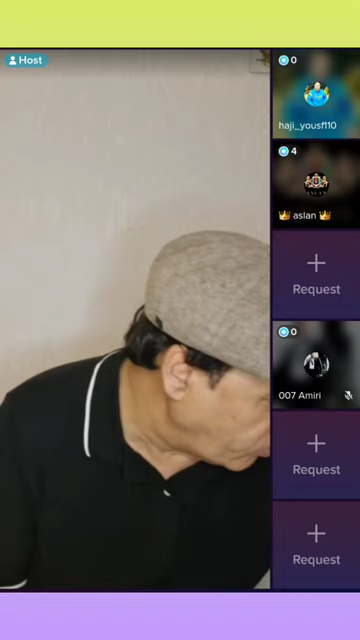 Host
0
haji_yousf110
4
👑 aslan 👑
Request
0
007 Amiri
Request
Request